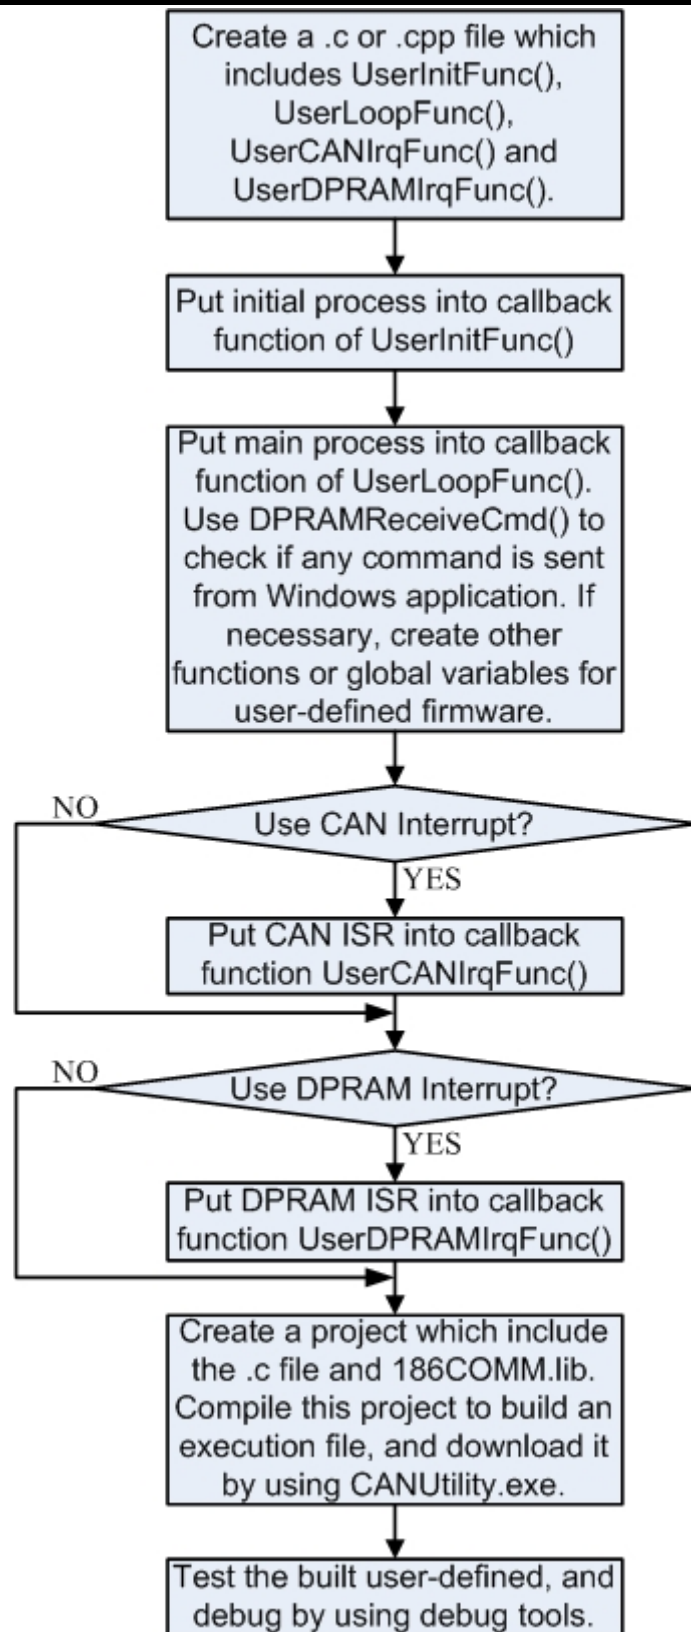 Create a .c or .cpp file which
includes UserInitFunc(),
UserLoopFunc(),
UserCANIrqFunc() and
UserDPRAMIrqFunc().
Put initial process into callback
function of UserInitFunc()
Put main process into callback
function of UserLoopFunc().
Use DPRAMReceiveCmd() to
check if any command is sent
from Windows application. If
necessary, create other
functions or global variables for
user-defined firmware.
NO
Use CAN Interrupt?
YES
Put CAN ISR into callback
function UserCANIrqFunc()
NO
Use DPRAM Interrupt?
YES
Put DPRAM ISR into callback
function UserDPRAMIrqFunc()
Create a project which include
the .c file and 186COMM.lib.
Compile this project to build an
execution file, and download it
by using CANUtility.exe.
Test the built user-defined, and
debug by using debug tools.